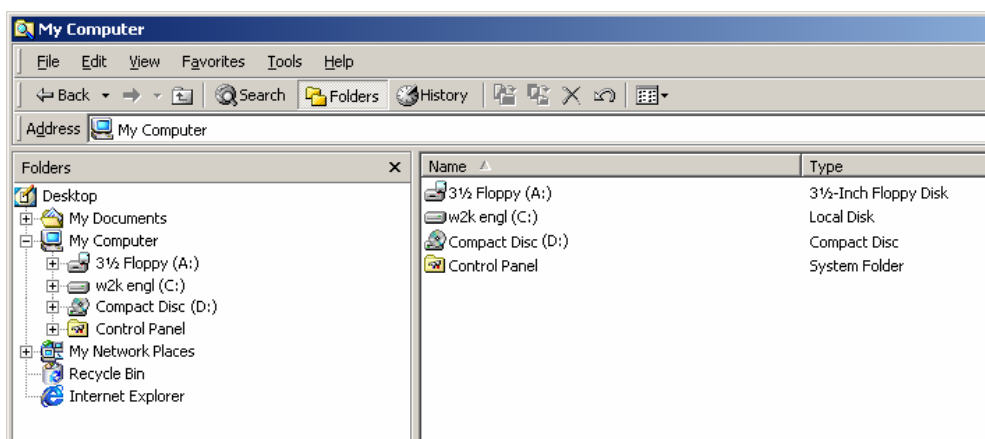 My Computer
File Edit View Favorites Tools Help
Back Search Folders History
Address My Computer
Folders
Desktop
My Documents
My Computer
3½ Floppy (A:)
w2k engl (C:)
Compact Disc (D:)
Control Panel
My Network Places
Recycle Bin
Internet Explorer
Name Type
3½ Floppy (A:) 3½-Inch Floppy Disk
w2k engl (C:) Local Disk
Compact Disc (D:) Compact Disc
Control Panel System Folder